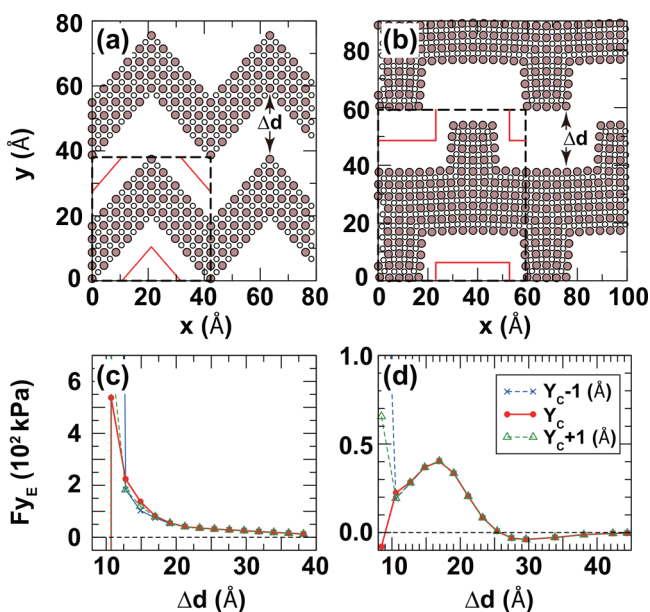 (a)
(b)
80
60
40
20
0
y (Å)
Δd
0 20 40 60 80
x (Å)
90
80
60
40
20
0
Δd
0 20 40 60 80 100
x (Å)
(c)
(d)
6
4
2
0
Fy_E (10² kPa)
10 20 30 40
Δd (Å)
1.0
0.5
0.0
Y_C-1 (Å)
Y_C
Y_C+1 (Å)
10 20 30 40
Δd (Å)